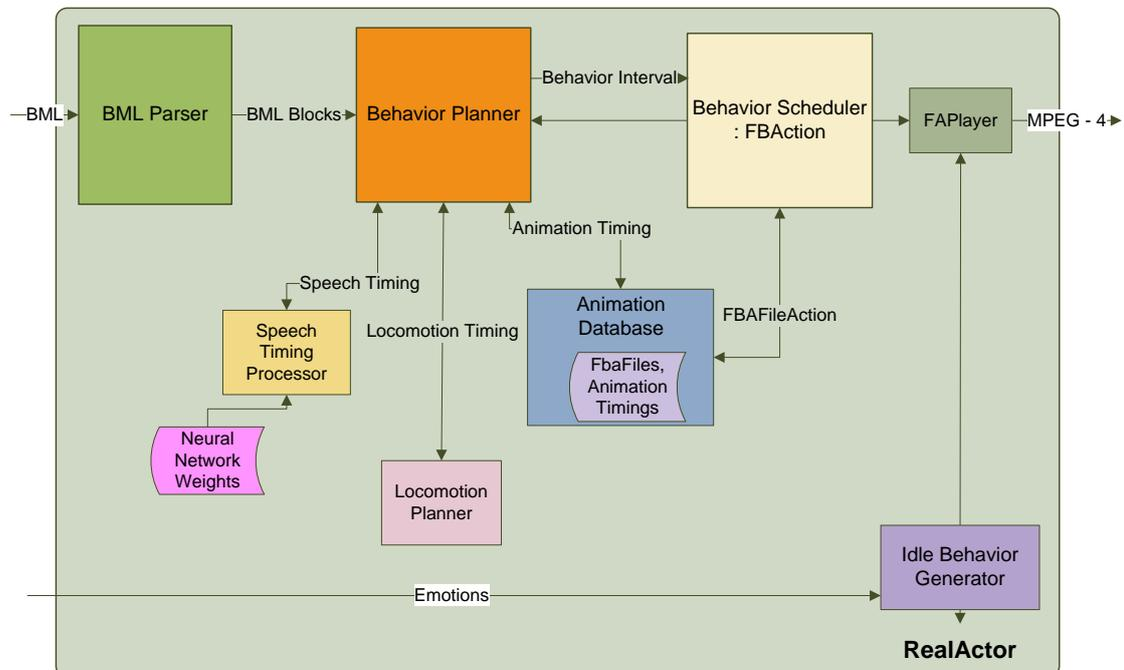 BML
BML Parser
BML Blocks
Behavior Planner
Behavior Interval
Behavior Scheduler
: FBAction
FAPlayer
MPEG - 4
Animation Timing
Speech Timing
Locomotion Timing
Speech
Timing
Processor
Animation
Database
FbaFiles,
Animation
Timings
FBAFileAction
Neural
Network
Weights
Locomotion
Planner
Idle Behavior
Generator
Emotions
RealActor